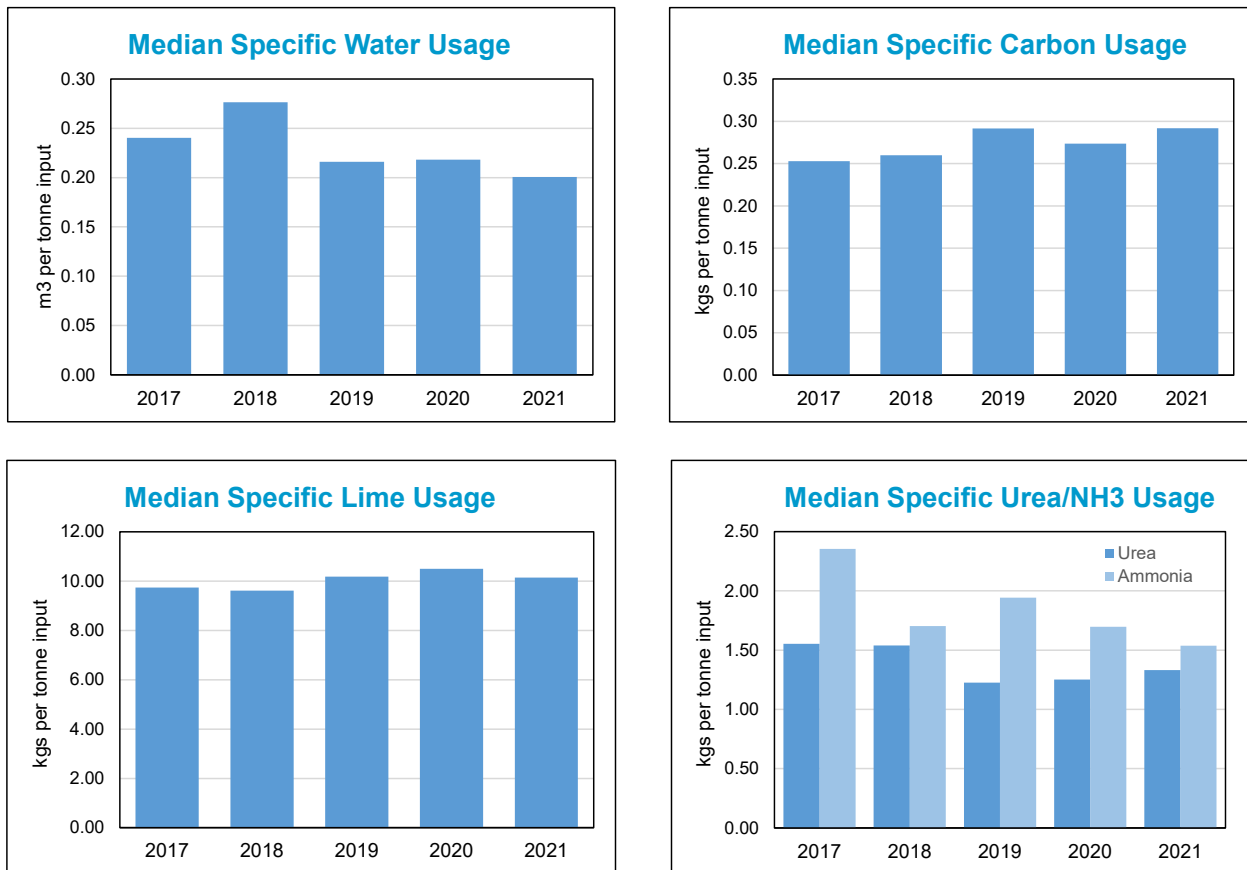 Median Specific Water Usage
0.30
0.25
0.20
0.15
0.10
0.05
0.00
m3 per tonne input
2017 2018 2019 2020 2021
Median Specific Carbon Usage
0.35
0.30
0.25
0.20
0.15
0.10
0.05
0.00
kgs per tonne input
2017 2018 2019 2020 2021
Median Specific Lime Usage
12.00
10.00
8.00
6.00
4.00
2.00
0.00
kgs per tonne input
2017 2018 2019 2020 2021
Median Specific Urea/NH3 Usage
2.50
2.00
1.50
1.00
0.50
0.00
kgs per tonne input
Urea
Ammonia
2017 2018 2019 2020 2021